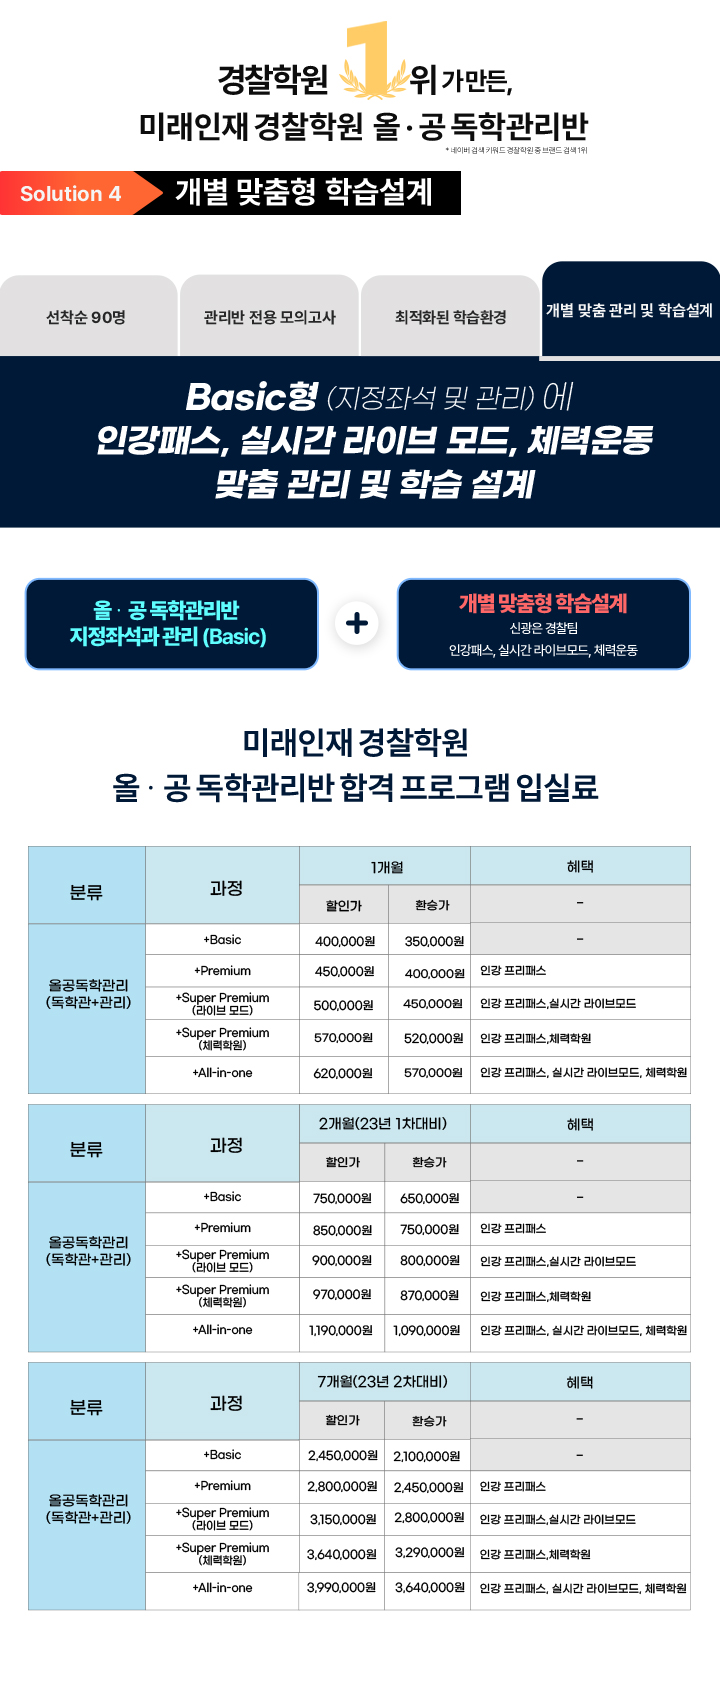 경찰학원 1위 가 만든,
미래인재 경찰학원 올·공 독학관리반
* 네이버 검색 키워드 경찰학원 중 브랜드 검색 1위
Solution 4 개별 맞춤형 학습설계
선착순 90명 관리반 전용 모의고사 최적화된 학습환경 개별 맞춤 관리 및 학습설계
Basic형 (지정좌석 및 관리) 에
인강패스, 실시간 라이브 모드, 체력운동
맞춤 관리 및 학습 설계
올·공 독학관리반
지정좌석과 관리 (Basic)
+
개별 맞춤형 학습설계
신광은 경찰팀
인강패스, 실시간 라이브모드, 체력운동
미래인재 경찰학원
올·공 독학관리반 합격 프로그램 입실료
분류 과정 1개월 혜택
할인가 환승가 -
올공독학관리
(독학관+관리)
+Basic 400,000원 350,000원 -
+Premium 450,000원 400,000원 인강 프리패스
+Super Premium
(라이브 모드) 500,000원 450,000원 인강 프리패스,실시간 라이브모드
+Super Premium
(체력학원) 570,000원 520,000원 인강 프리패스,체력학원
+All-in-one 620,000원 570,000원 인강 프리패스, 실시간 라이브모드, 체력학원
분류 과정 2개월(23년 1차대비) 혜택
할인가 환승가 -
올공독학관리
(독학관+관리)
+Basic 750,000원 650,000원 -
+Premium 850,000원 750,000원 인강 프리패스
+Super Premium
(라이브 모드) 900,000원 800,000원 인강 프리패스,실시간 라이브모드
+Super Premium
(체력학원) 970,000원 870,000원 인강 프리패스,체력학원
+All-in-one 1,190,000원 1,090,000원 인강 프리패스, 실시간 라이브모드, 체력학원
분류 과정 7개월(23년 2차대비) 혜택
할인가 환승가 -
올공독학관리
(독학관+관리)
+Basic 2,450,000원 2,100,000원 -
+Premium 2,800,000원 2,450,000원 인강 프리패스
+Super Premium
(라이브 모드) 3,150,000원 2,800,000원 인강 프리패스,실시간 라이브모드
+Super Premium
(체력학원) 3,640,000원 3,290,000원 인강 프리패스,체력학원
+All-in-one 3,990,000원 3,640,000원 인강 프리패스, 실시간 라이브모드, 체력학원